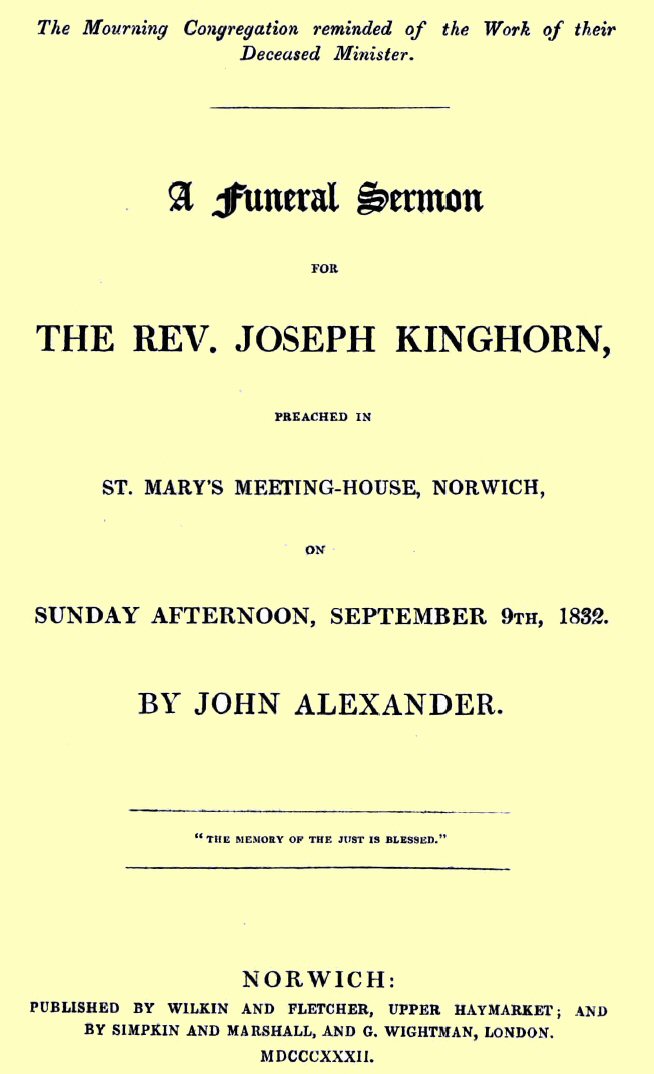 The Mourning Congregation reminded of the Work of their
Deceased Minister.
A Funeral Sermon
FOR
THE REV. JOSEPH KINGHORN,
PREACHED IN
ST. MARY'S MEETING-HOUSE, NORWICH,
ON
SUNDAY AFTERNOON, SEPTEMBER 9TH, 1832.
BY JOHN ALEXANDER.
"THE MEMORY OF THE JUST IS BLESSED."
NORWICH:
PUBLISHED BY WILKIN AND FLETCHER, UPPER HAYMARKET; AND
BY SIMPKIN AND MARSHALL, AND G. WIGHTMAN, LONDON.
MDCCCXXXII.